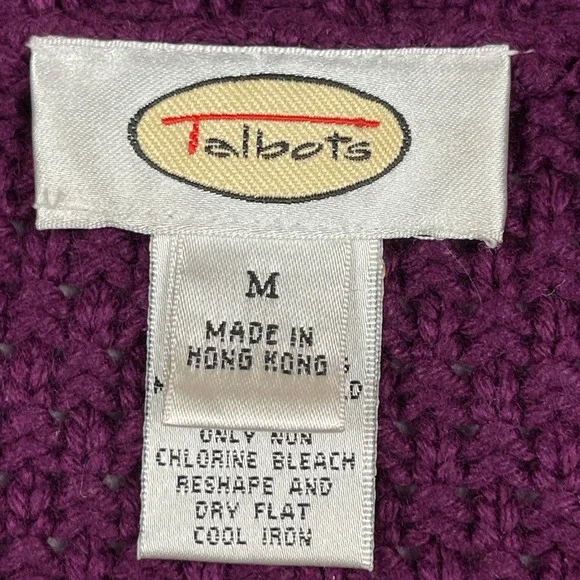 Talbots
M
MADE IN
HONG KONG
ONLY NON
CHLORINE BLEACH
RESHAPE AND
DRY FLAT
COOL IRON